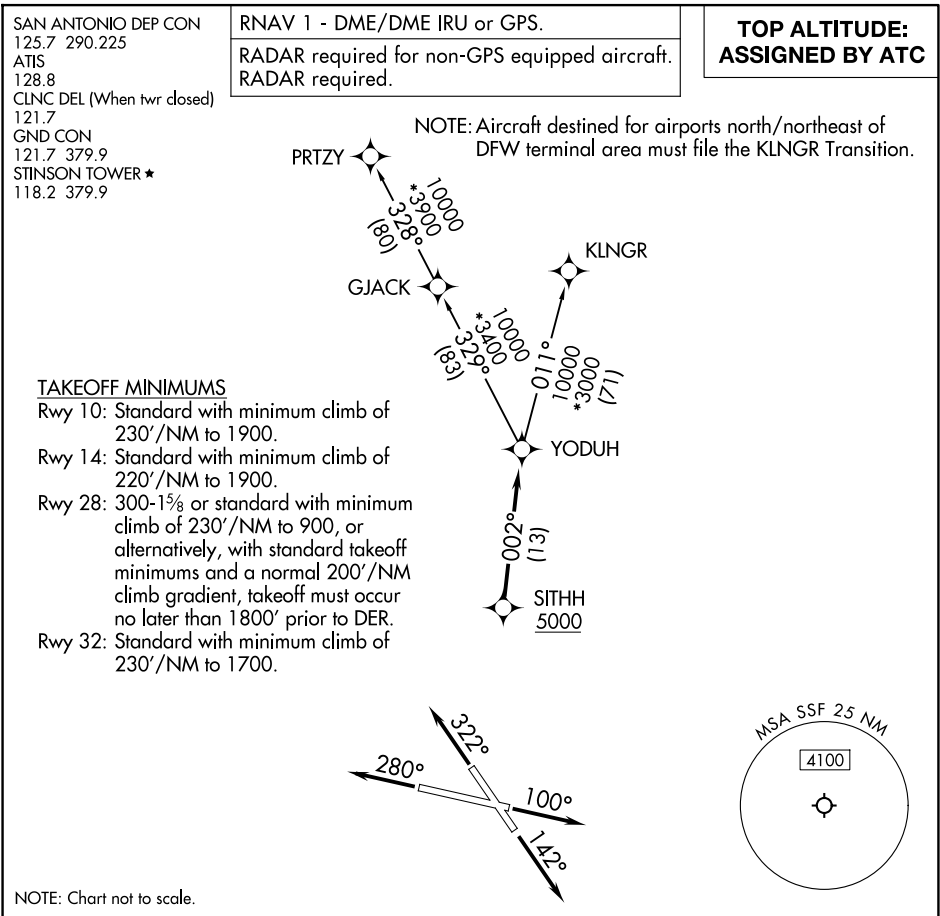 SAN ANTONIO DEP CON
125.7 290.225
ATIS
128.8
CLNC DEL (When twr closed)
121.7
GND CON
121.7 379.9
STINSON TOWER ★
118.2 379.9
RNAV 1 - DME/DME IRU or GPS.
RADAR required for non-GPS equipped aircraft.
RADAR required.
TOP ALTITUDE:
ASSIGNED BY ATC
NOTE: Aircraft destined for airports north/northeast of
DFW terminal area must file the KLNGR Transition.
PRTZY
10000
*3900
328°
(80)
KLNGR
GJACK
10000
*3400
329°
(83)
011°
10000
*3000
(71)
YODUH
002°
(13)
SITHH
5000
TAKEOFF MINIMUMS
Rwy 10: Standard with minimum climb of
230'/NM to 1900.
Rwy 14: Standard with minimum climb of
220'/NM to 1900.
Rwy 28: 300-1⅝ or standard with minimum
climb of 230'/NM to 900, or
alternatively, with standard takeoff
minimums and a normal 200'/NM
climb gradient, takeoff must occur
no later than 1800' prior to DER.
Rwy 32: Standard with minimum climb of
230'/NM to 1700.
322°
280°
100°
142°
MSA SSF 25 NM
4100
NOTE: Chart not to scale.